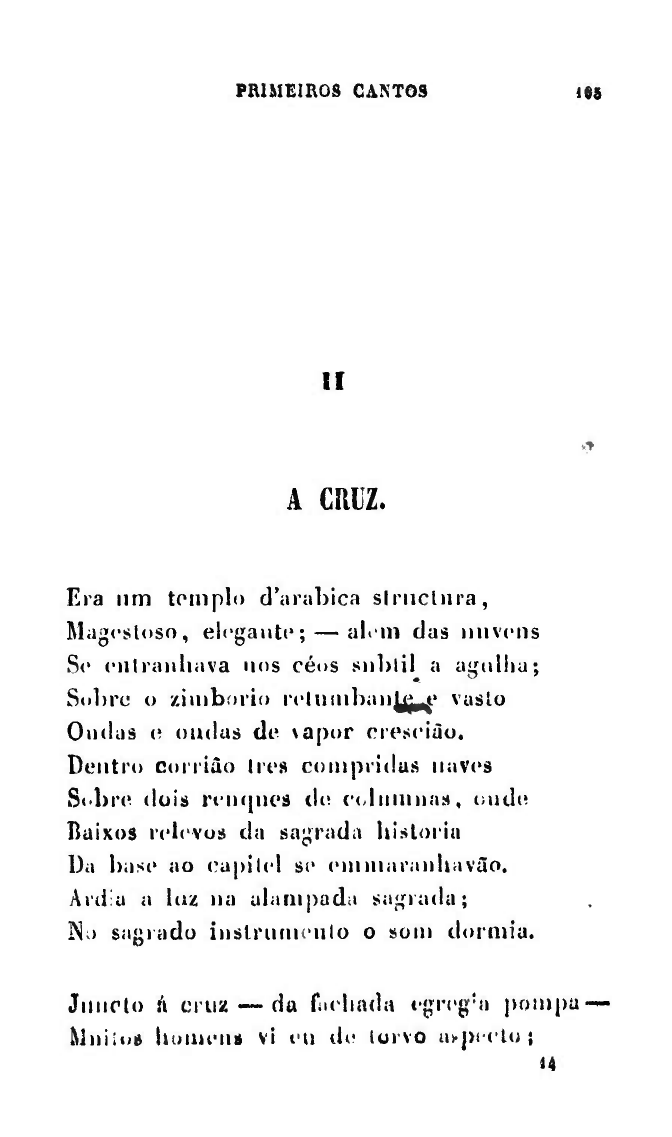 PRIMEIROS CANTOS 105
II
A CRUZ.
Era um templo d'arabica structura,
Magestoso, elegante; — alem das nuvens
Se entranhava nos céos subtil a agulha;
Sobre o zimborio retumbante e vasto
Ondas e ondas de vapor crescião.
Dentro corrião tres compridas naves
Sobre dois renques de columnas, onde
Baixos relevos da sagrada historia
Da base ao capitel se emmaranhavão.
Ardia a luz na alampada sagrada;
No sagrado instrumento o som dormia.
Juncto á cruz — da fachada egregia pompa —
Muitos homens vi eu de torvo aspecto;
14